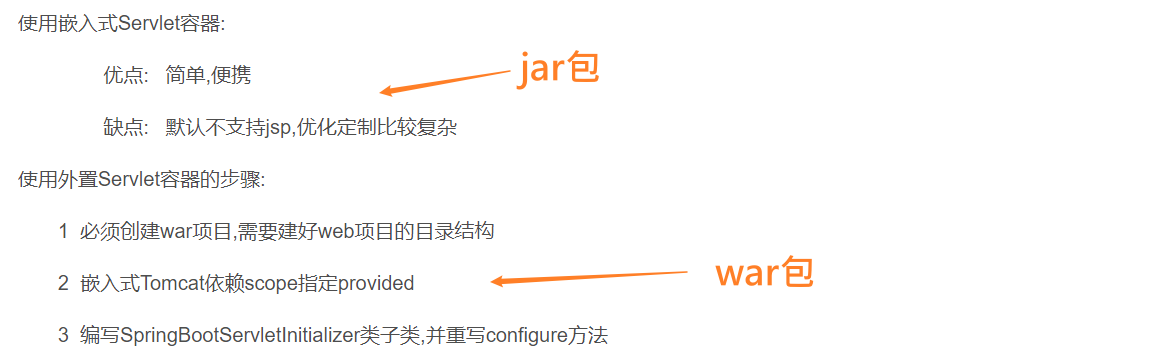 使用嵌入式Servlet容器:
优点: 简单,便携
jar包
缺点: 默认不支持jsp,优化定制比较复杂
使用外置Servlet容器的步骤:
1 必须创建war项目,需要建好web项目的目录结构
2 嵌入式Tomcat依赖scope指定provided
war包
3 编写SpringBootServletInitializer类子类,并重写configure方法